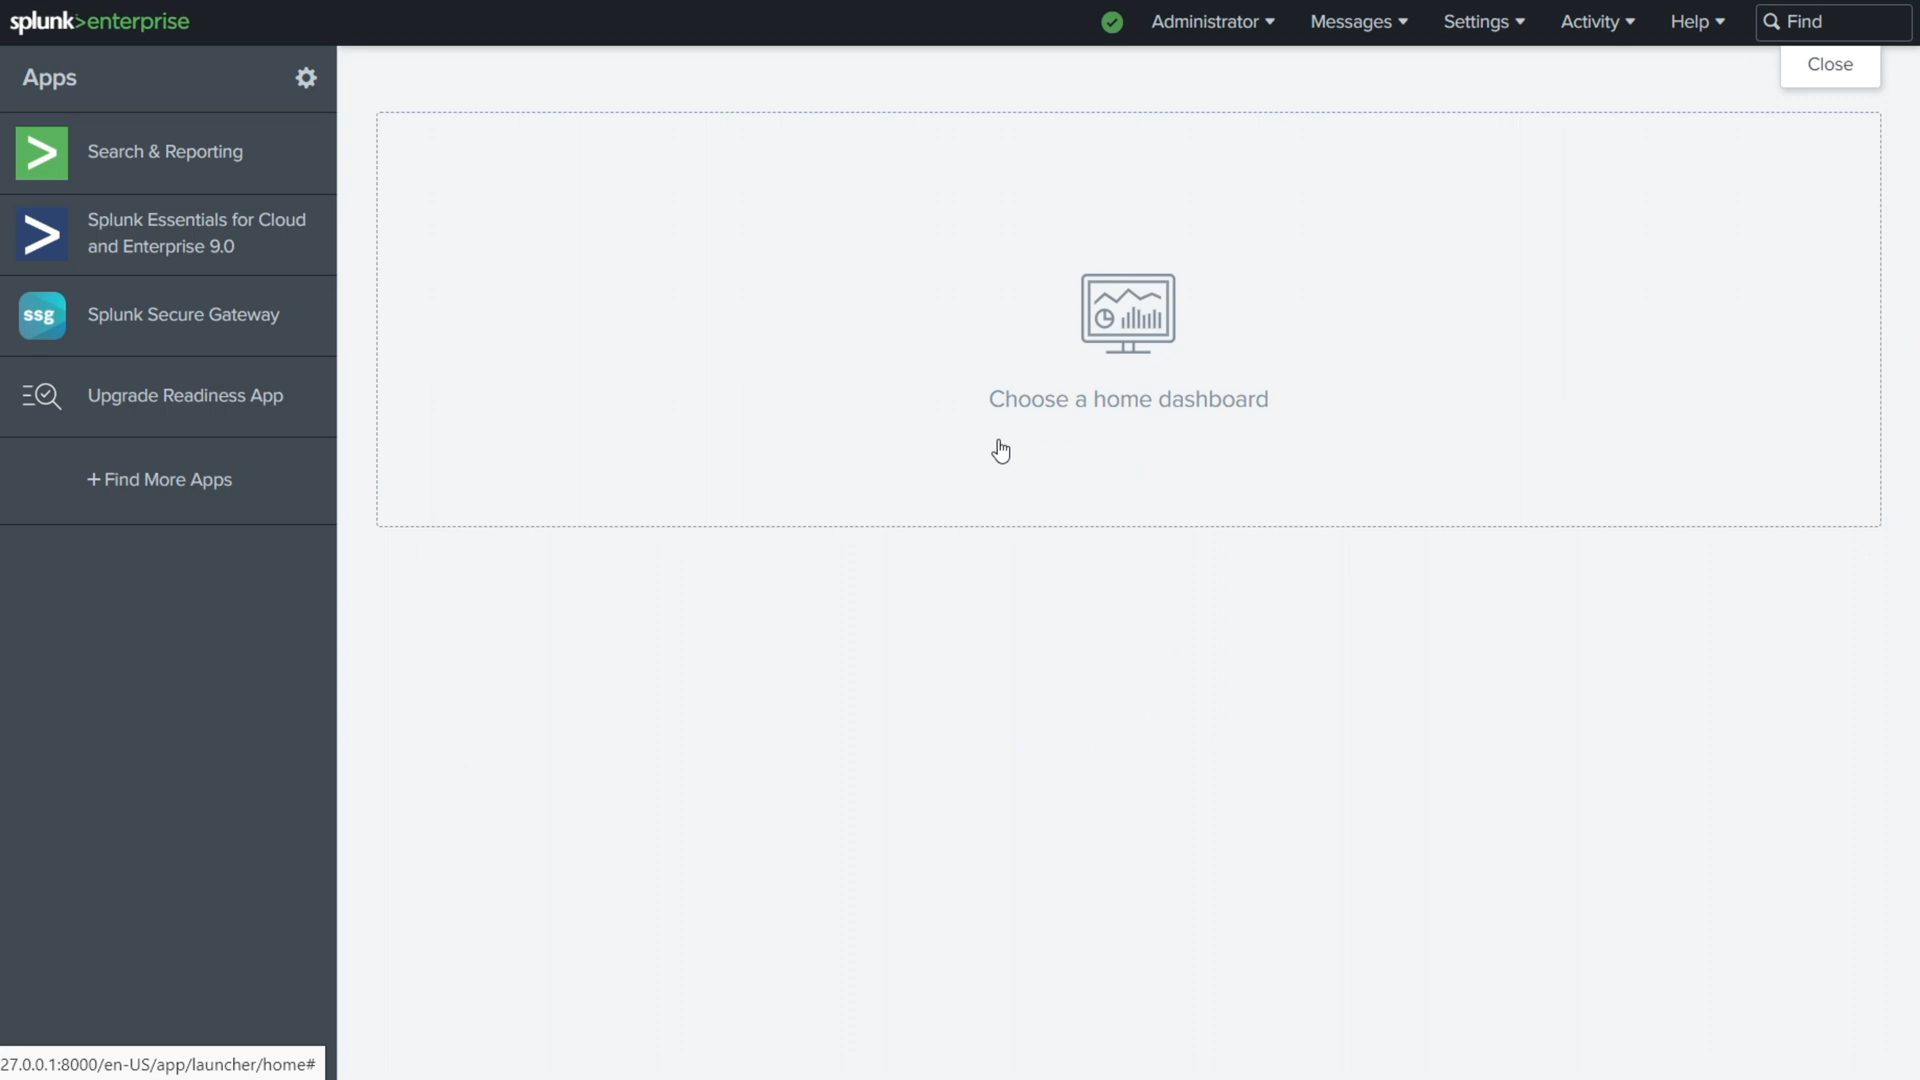 splunk>enterprise
Administrator
Messages
Settings
Activity
Help
Find
Close
Apps
Search & Reporting
Splunk Essentials for Cloud
and Enterprise 9.0
ssg
Splunk Secure Gateway
Upgrade Readiness App
+ Find More Apps
Choose a home dashboard
27.0.0.1:8000/en-US/app/launcher/home#